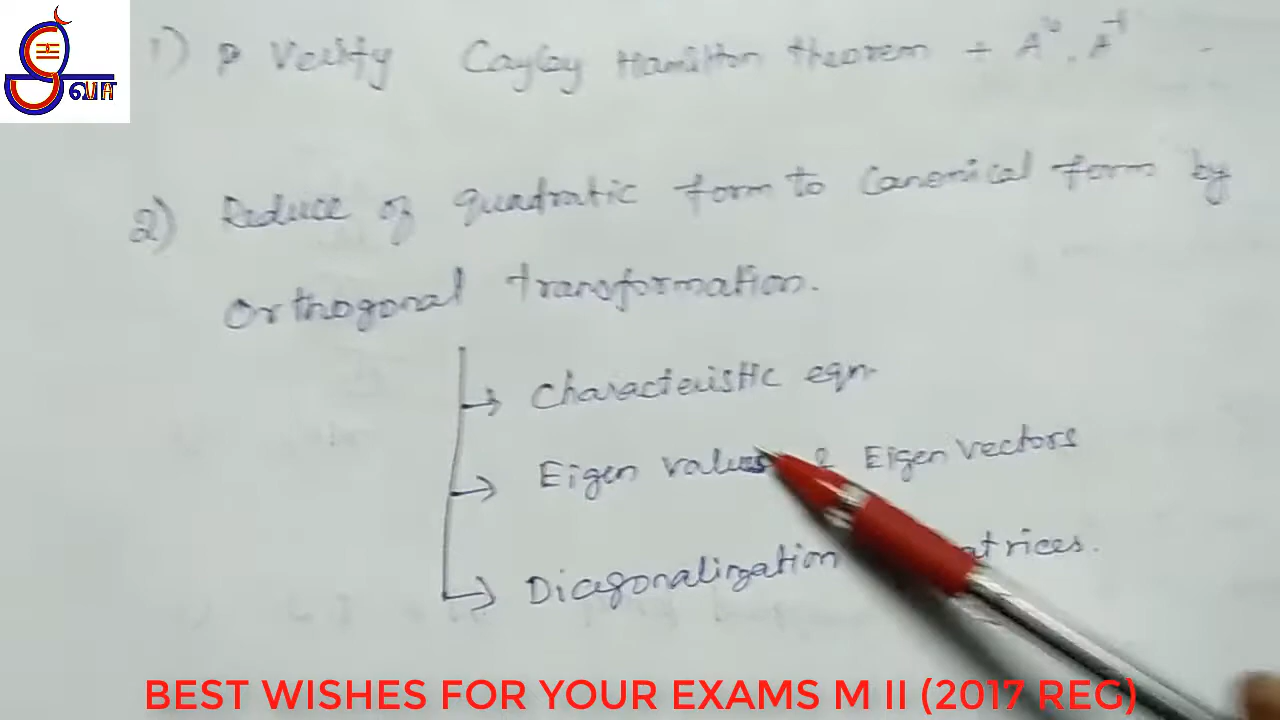 வா
1) Verify Cayley Hamilton theorem + A , A⁻¹
2) Reduce of quadratic form to Canonical form by
Orthogonal transformation.
→ Characteristic eqn.
→ Eigen values & Eigen vectors
→ Diagonalization atrices.
BEST WISHES FOR YOUR EXAMS M II (2017 REG)